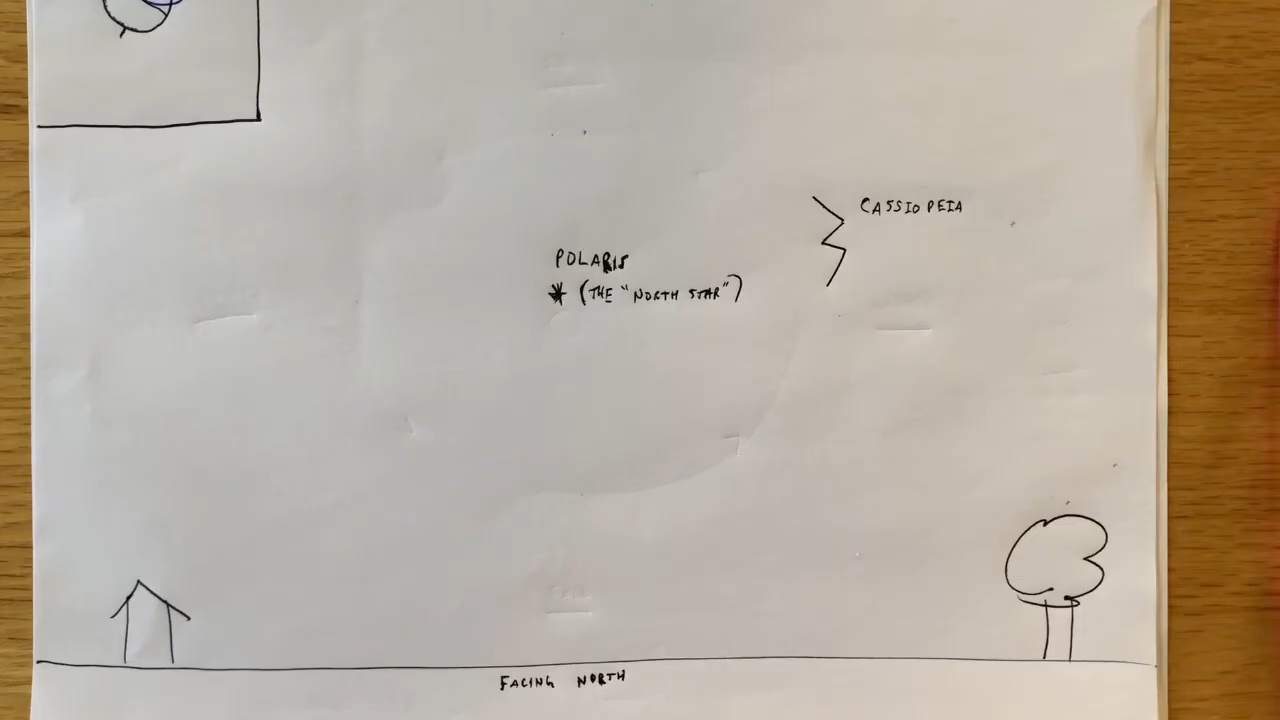 CASSIOPEIA
POLARIS
(THE "NORTH STAR")
FACING NORTH